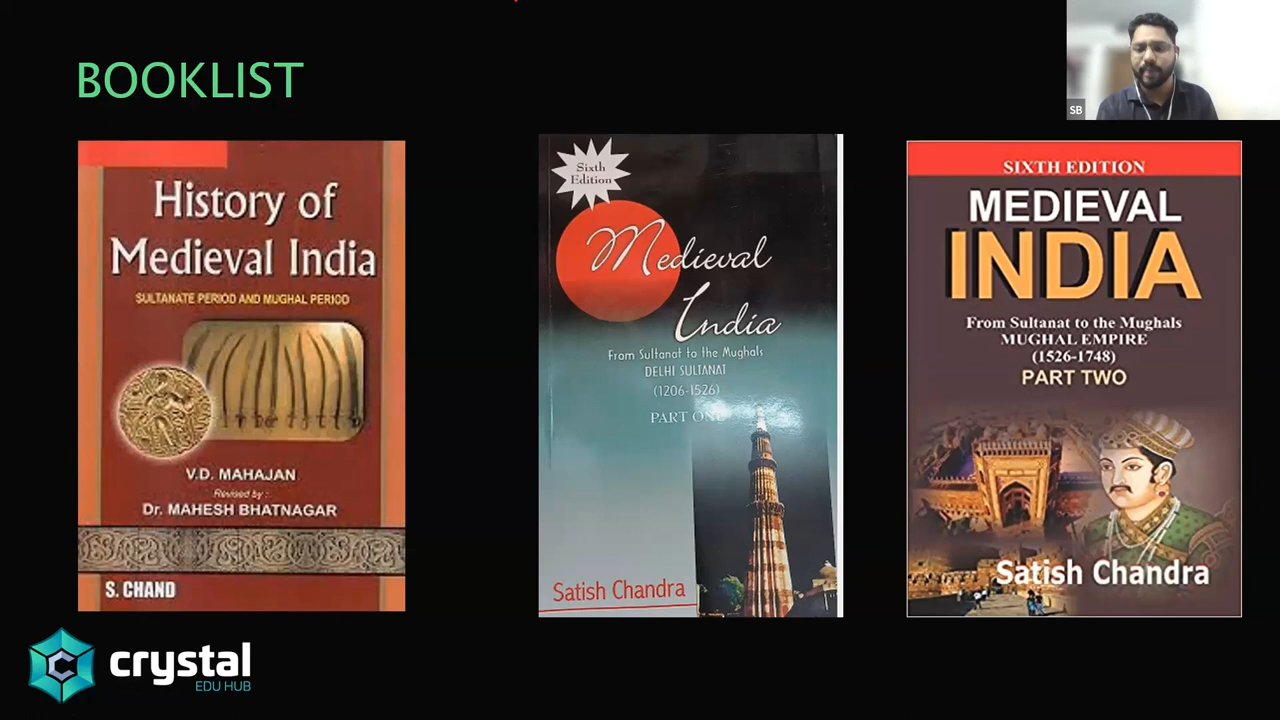 BOOKLIST
SB
History of
Medieval India
SULTANATE PERIOD AND MUGHAL PERIOD
V.D. MAHAJAN
Revised by :
Dr. MAHESH BHATNAGAR
S. CHAND
Sixth
Edition
Medieval
India
From Sultanat to the Mughals
DELHI SULTANAT
(1206-1526)
PART ONE
Satish Chandra
SIXTH EDITION
MEDIEVAL
INDIA
From Sultanat to the Mughals
MUGHAL EMPIRE
(1526-1748)
PART TWO
Satish Chandra
crystal
EDU HUB